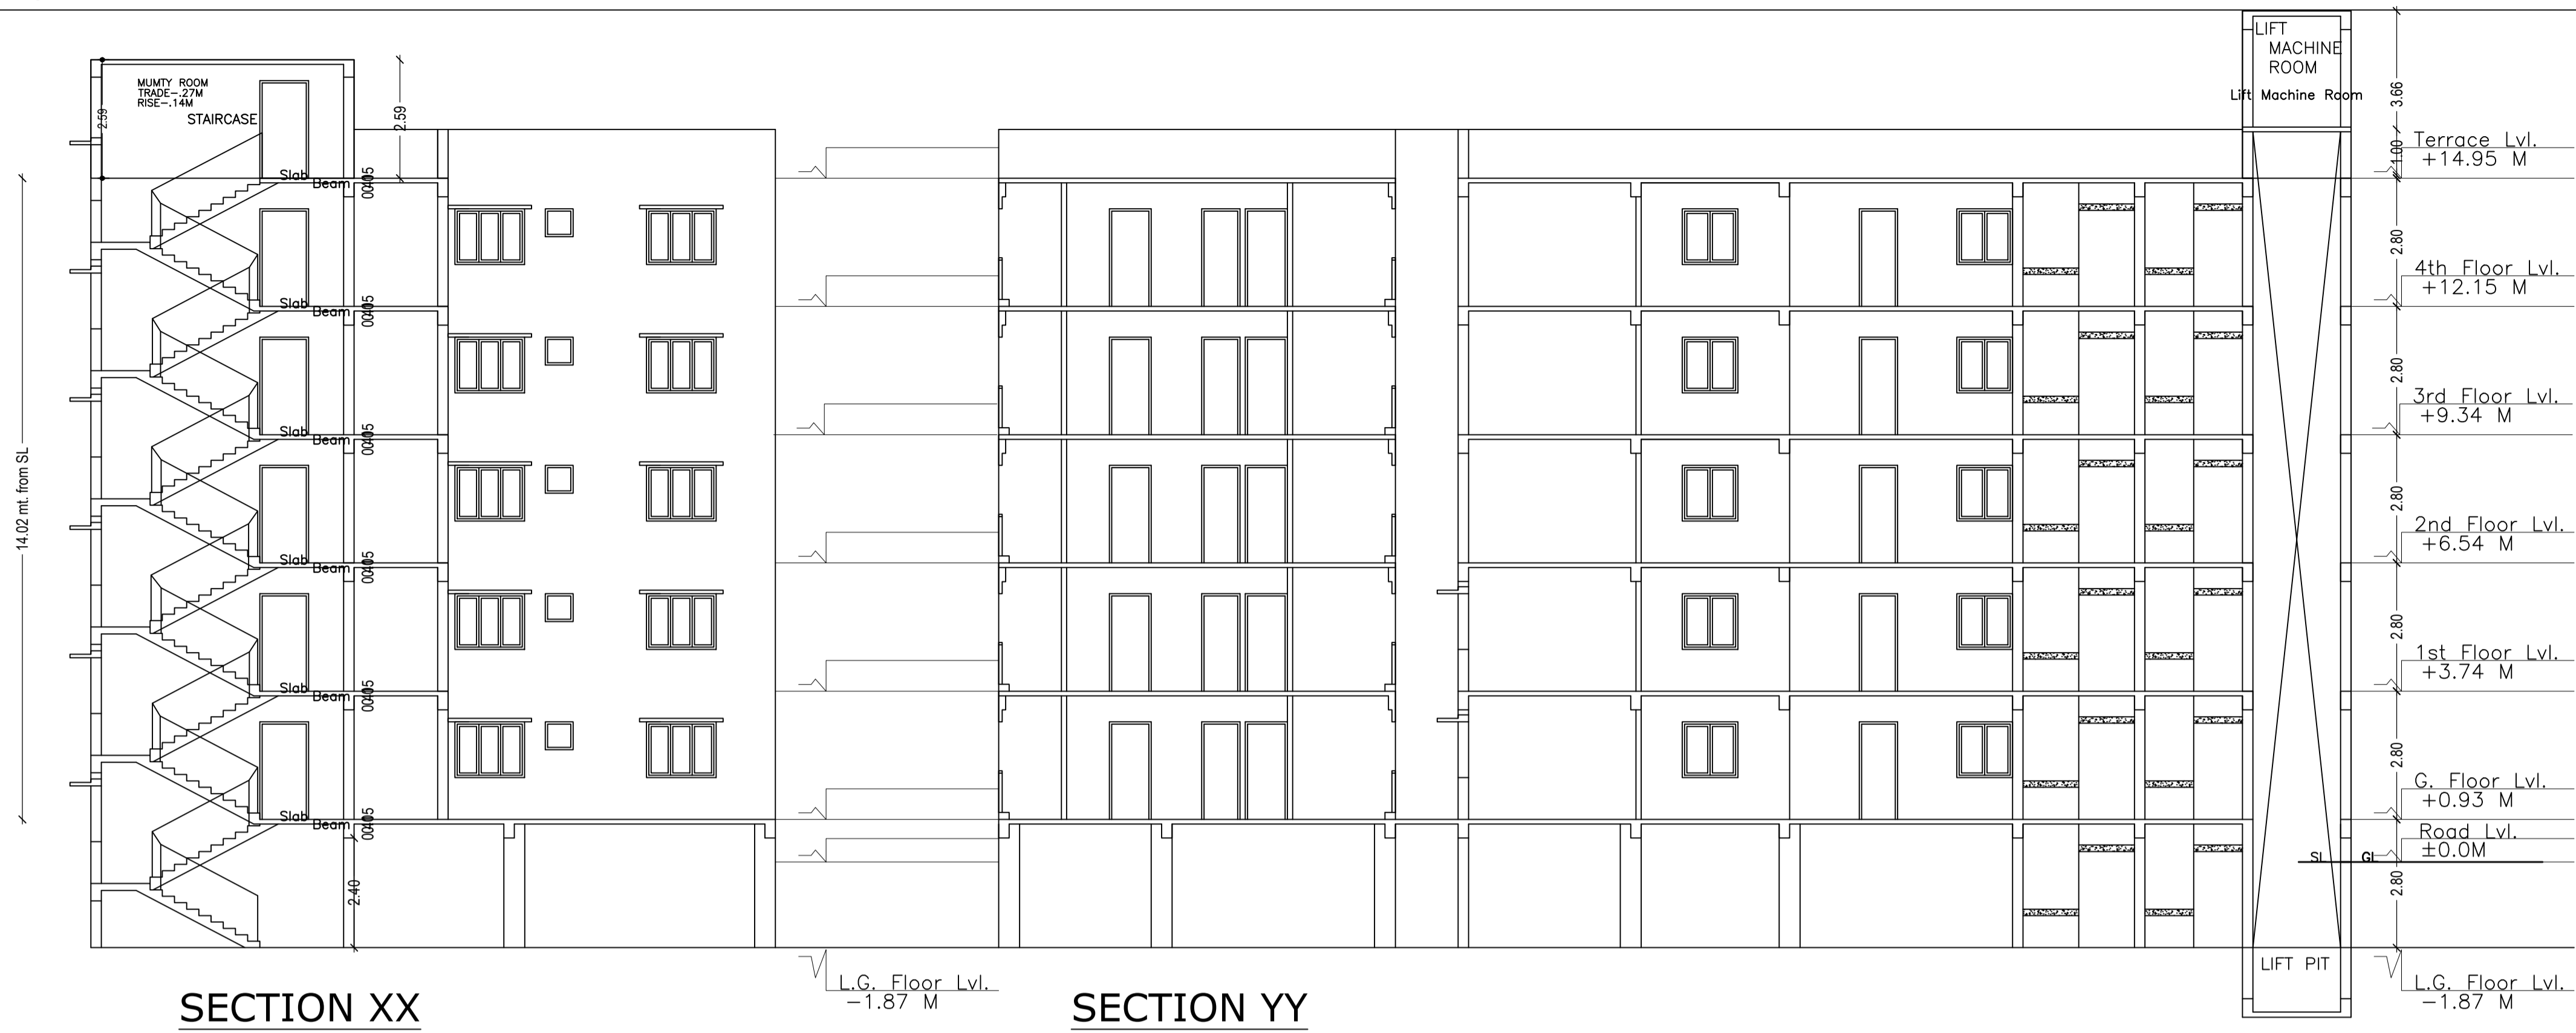 MUMTY ROOM
TRADE-.27M
RISE-.14M
STAIRCASE
2.59
2.59
14.02 mt. from SL
Slab
Beam
Slab
Beam
Slab
Beam
Slab
Beam
Slab
Beam
Slab
Beam
2.40
SECTION XX
L.G. Floor Lvl.
-1.87 M
SECTION YY
LIFT
MACHINE
ROOM
Lift Machine Room
LIFT PIT
3.66
1.00
2.80
2.80
2.80
2.80
2.80
2.80
Terrace Lvl.
+14.95 M
4th Floor Lvl.
+12.15 M
3rd Floor Lvl.
+9.34 M
2nd Floor Lvl.
+6.54 M
1st Floor Lvl.
+3.74 M
G. Floor Lvl.
+0.93 M
Road Lvl.
±0.0M
SL GL
L.G. Floor Lvl.
-1.87 M